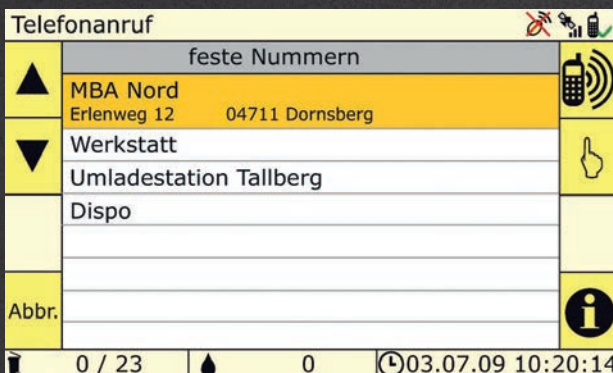 Telefonanruf
feste Nummern
MBA Nord
Erlenweg 12 04711 Dornsberg
Werkstatt
Umladestation Tallberg
Dispo
Abbr.
0 / 23 0 03.07.09 10:20:14